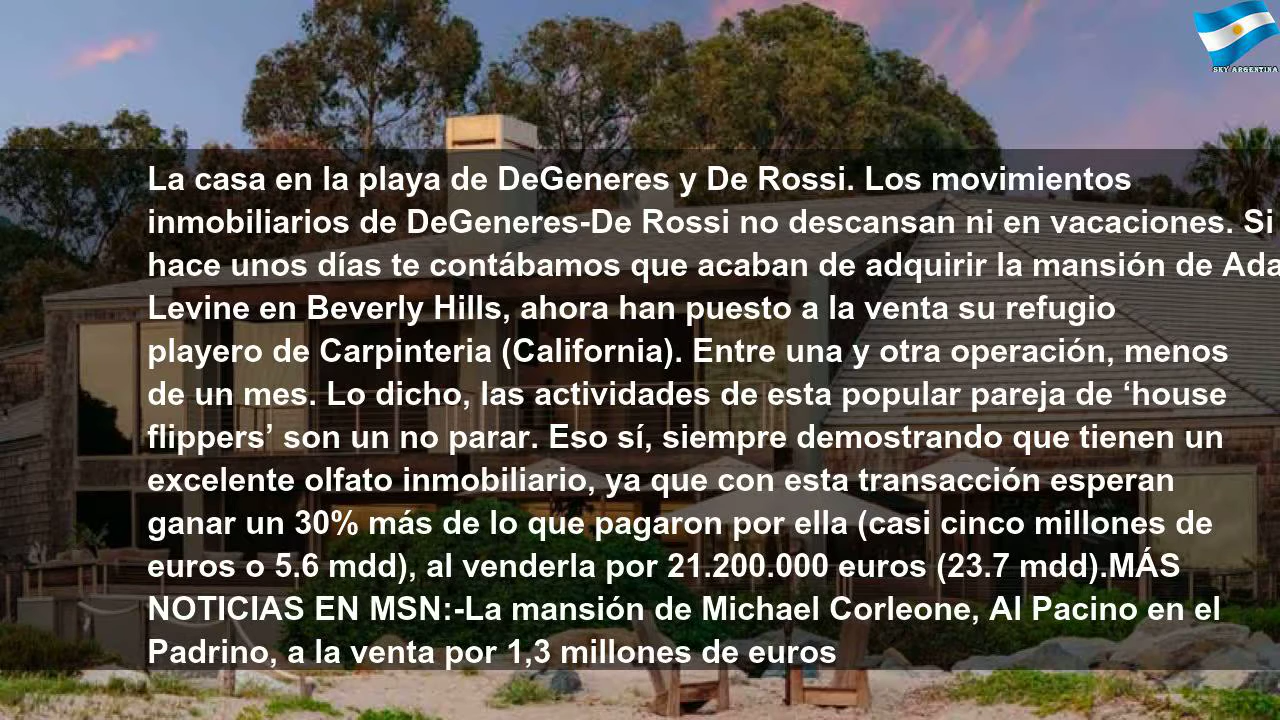 SKY ARGENTINA
La casa en la playa de DeGeneres y De Rossi. Los movimientos
inmobiliarios de DeGeneres-De Rossi no descansan ni en vacaciones. Si
hace unos días te contábamos que acaban de adquirir la mansión de Ada
Levine en Beverly Hills, ahora han puesto a la venta su refugio
playero de Carpinteria (California). Entre una y otra operación, menos
de un mes. Lo dicho, las actividades de esta popular pareja de ‘house
flippers’ son un no parar. Eso sí, siempre demostrando que tienen un
excelente olfato inmobiliario, ya que con esta transacción esperan
ganar un 30% más de lo que pagaron por ella (casi cinco millones de
euros o 5.6 mdd), al venderla por 21.200.000 euros (23.7 mdd).MÁS
NOTICIAS EN MSN:-La mansión de Michael Corleone, Al Pacino en el
Padrino, a la venta por 1,3 millones de euros